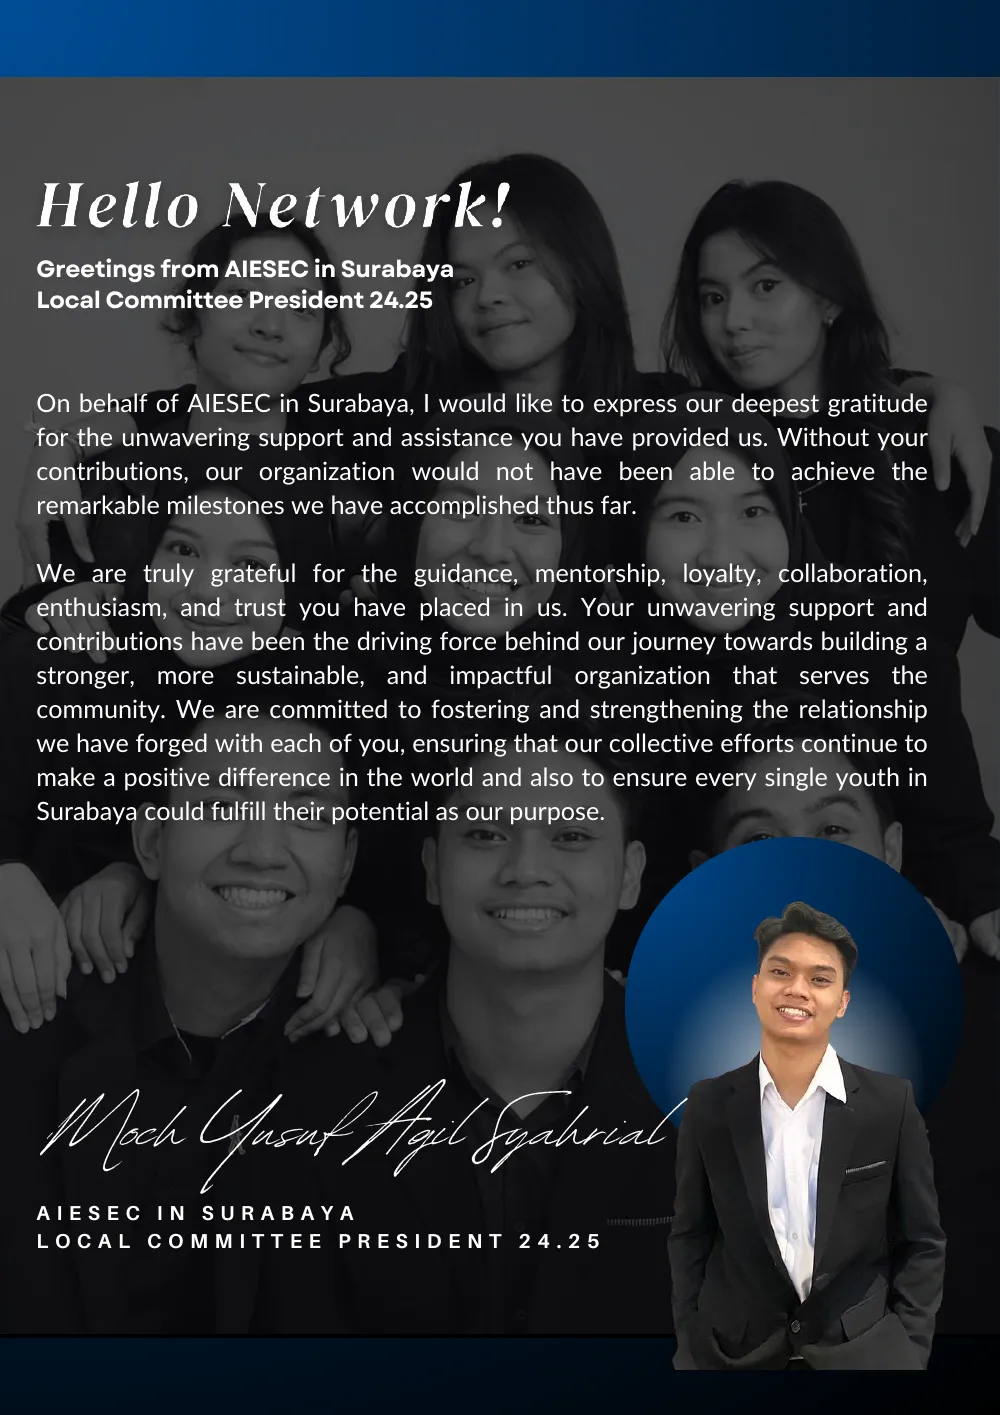 Hello Network!
Greetings from AIESEC in Surabaya
Local Committee President 24.25
On behalf of AIESEC in Surabaya, I would like to express our deepest gratitude
for the unwavering support and assistance you have provided us. Without your
contributions, our organization would not have been able to achieve the
remarkable milestones we have accomplished thus far.
We are truly grateful for the guidance, mentorship, loyalty, collaboration,
enthusiasm, and trust you have placed in us. Your unwavering support and
contributions have been the driving force behind our journey towards building a
stronger, more sustainable, and impactful organization that serves the
community. We are committed to fostering and strengthening the relationship
we have forged with each of you, ensuring that our collective efforts continue to
make a positive difference in the world and also to ensure every single youth in
Surabaya could fulfill their potential as our purpose.
Moch Yusuf Agil Syahrial
AIESEC IN SURABAYA
LOCAL COMMITTEE PRESIDENT 24.25